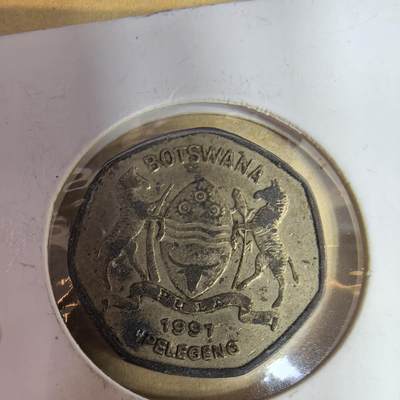 BOTSWANA
PULA
1991
IPELEGENG